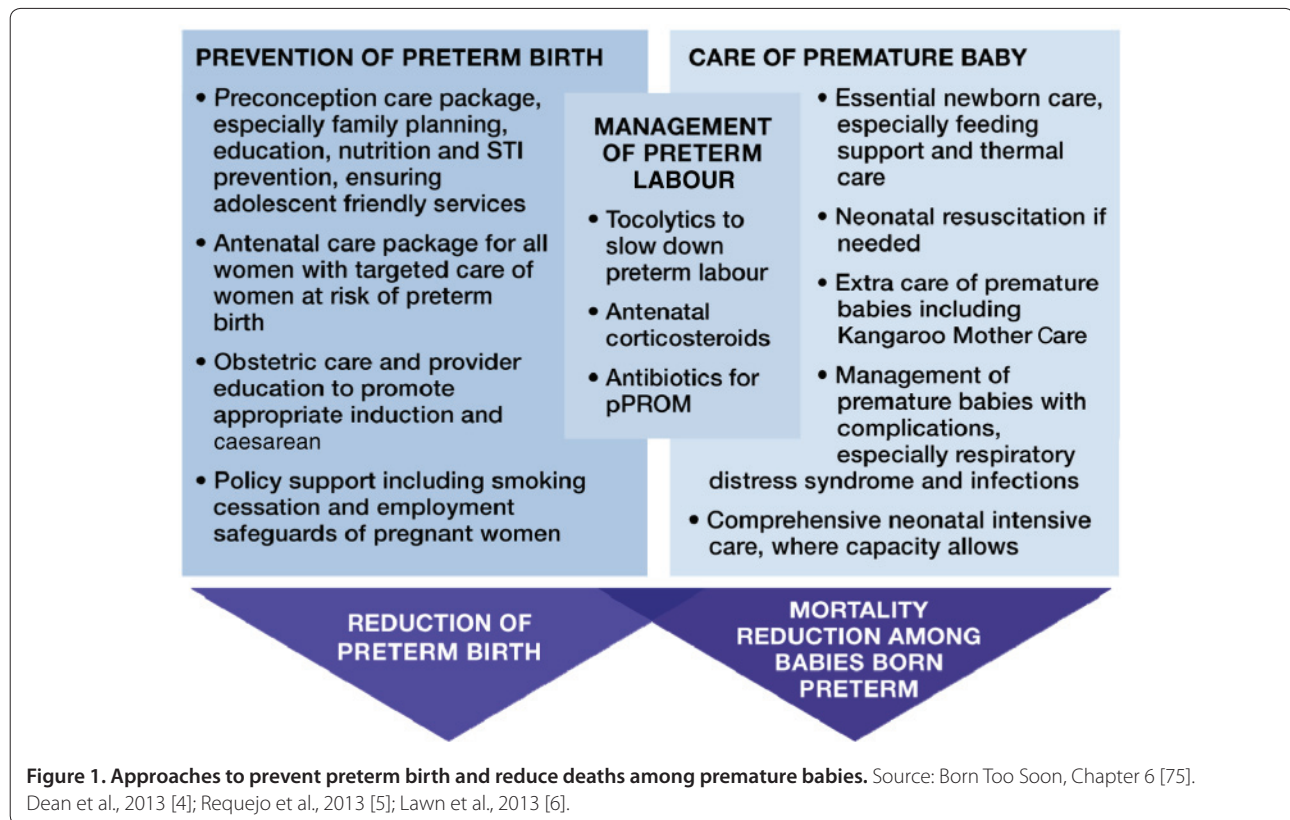 PREVENTION OF PRETERM BIRTH
• Preconception care package,
especially family planning,
education, nutrition and STI
prevention, ensuring
adolescent friendly services
• Antenatal care package for all
women with targeted care of
women at risk of preterm
birth
• Obstetric care and provider
education to promote
appropriate induction and
caesarean
• Policy support including smoking
cessation and employment
safeguards of pregnant women
MANAGEMENT
OF PRETERM
LABOUR
• Tocolytics to
slow down
preterm labour
• Antenatal
corticosteroids
• Antibiotics for
pPROM
CARE OF PREMATURE BABY
• Essential newborn care,
especially feeding
support and thermal
care
• Neonatal resuscitation if
needed
• Extra care of premature
babies including
Kangaroo Mother Care
• Management of
premature babies with
complications,
especially respiratory
distress syndrome and infections
• Comprehensive neonatal intensive
care, where capacity allows
REDUCTION OF
PRETERM BIRTH
MORTALITY
REDUCTION AMONG
BABIES BORN
PRETERM
Figure 1. Approaches to prevent preterm birth and reduce deaths among premature babies. Source: Born Too Soon, Chapter 6 [75].
Dean et al., 2013 [4]; Requejo et al., 2013 [5]; Lawn et al., 2013 [6].